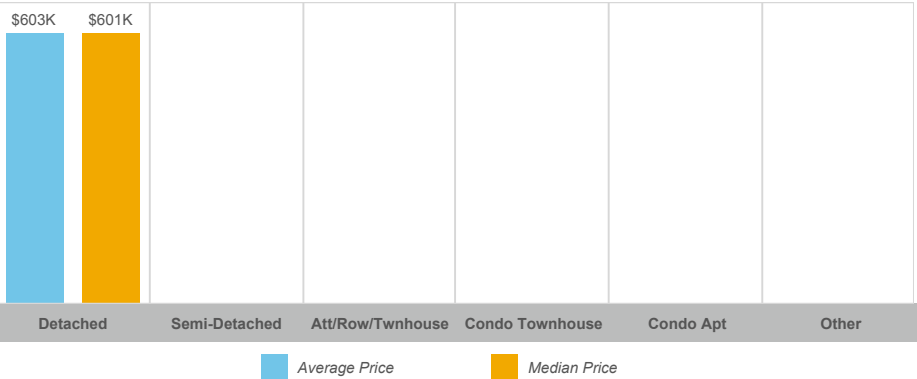 $603K $601K
Detached Semi-Detached Att/Row/Twnhouse Condo Townhouse Condo Apt Other
Average Price Median Price